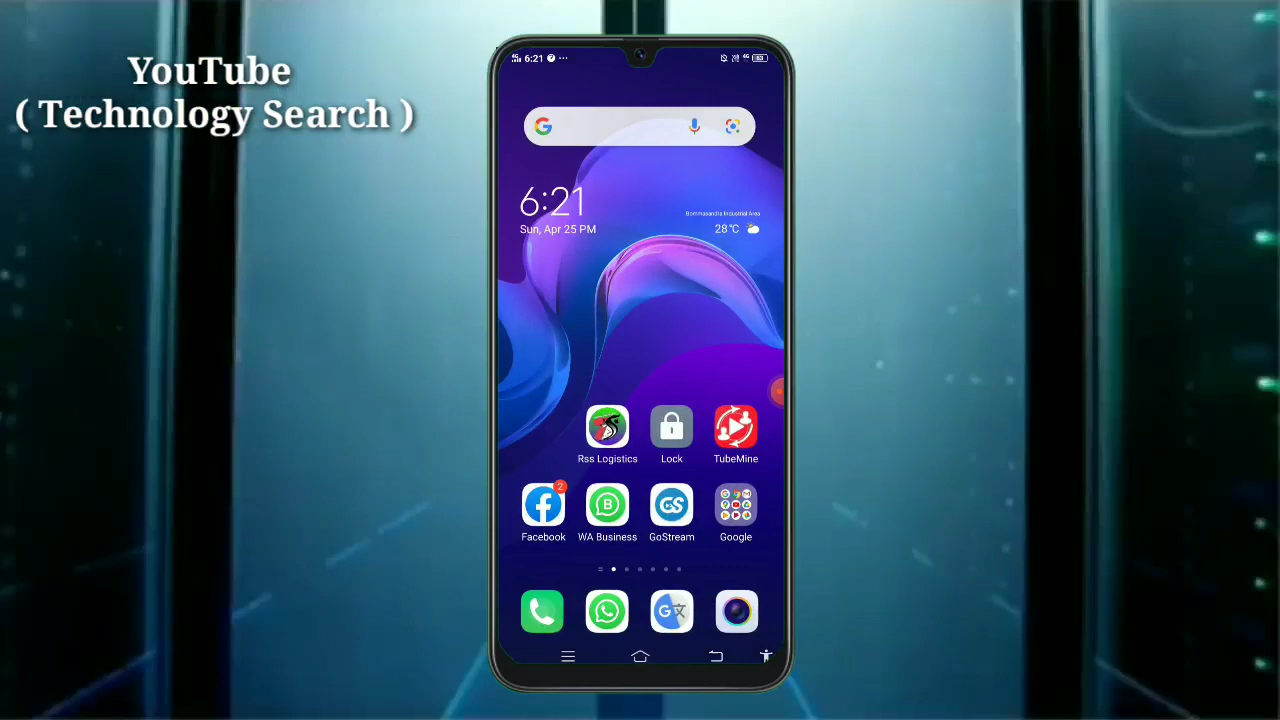 YouTube
( Technology Search )
6:21
6:21
Sun, Apr 25 PM
Bommasandra Industrial Area
28°C
Rss Logistics
Lock
TubeMine
2
Facebook
WA Business
GoStream
Google